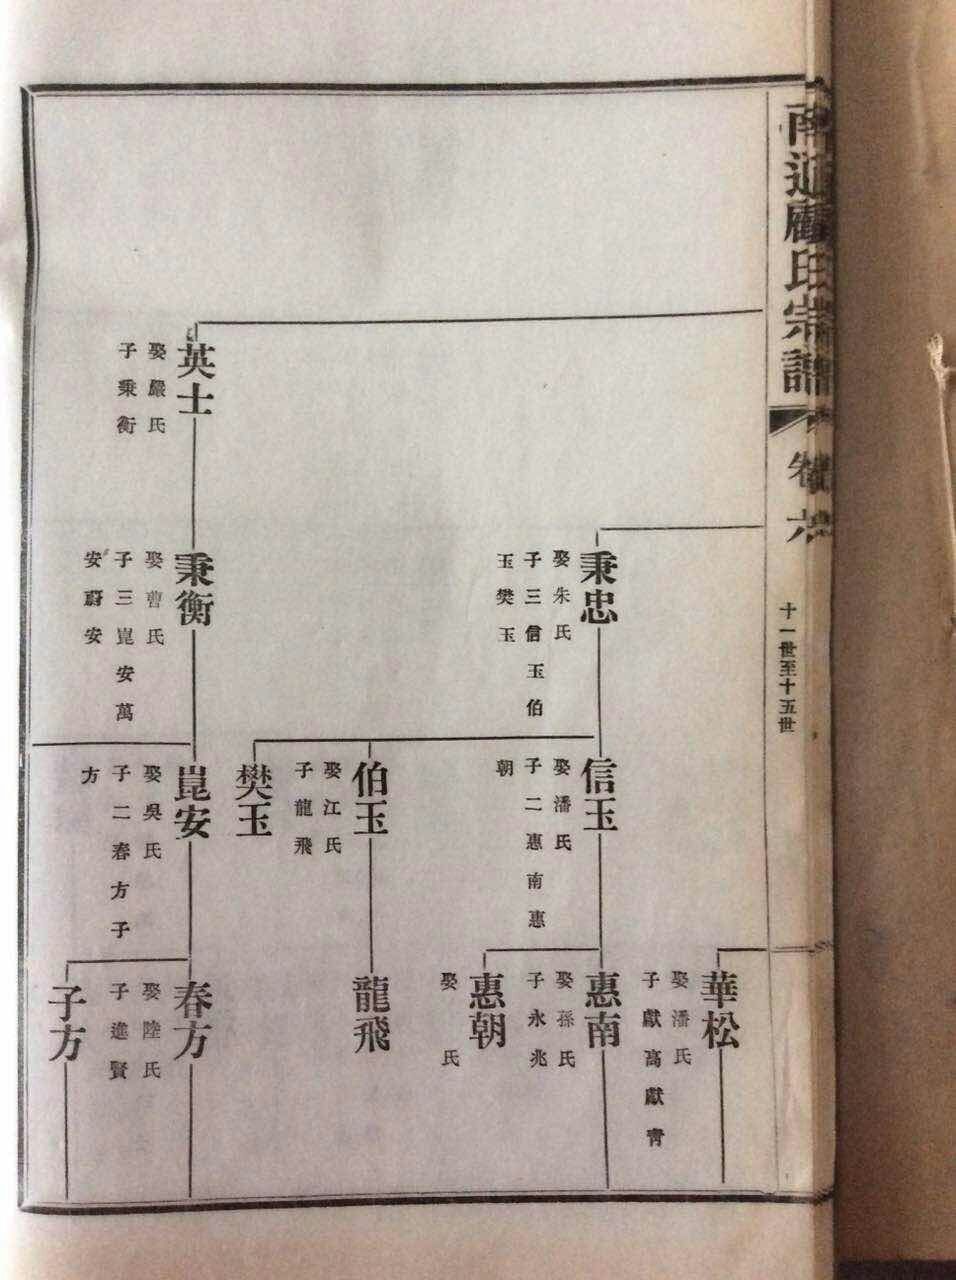 南通顧氏宗譜
卷六
十一世至十五世
英士
娶嚴氏
子秉衡
秉忠
娶朱氏
子三信玉伯
玉樊玉
秉衡
娶曹氏
子三崑安萬
安蔚安
信玉
娶潘氏
子二惠南惠
朝
伯玉
娶江氏
子龍飛
樊玉
崑安
娶吳氏
子二春方子
方
華松
娶潘氏
子獻高獻青
惠南
娶孫氏
子永兆
惠朝
娶 氏
龍飛
春方
娶陸氏
子進賢
子方